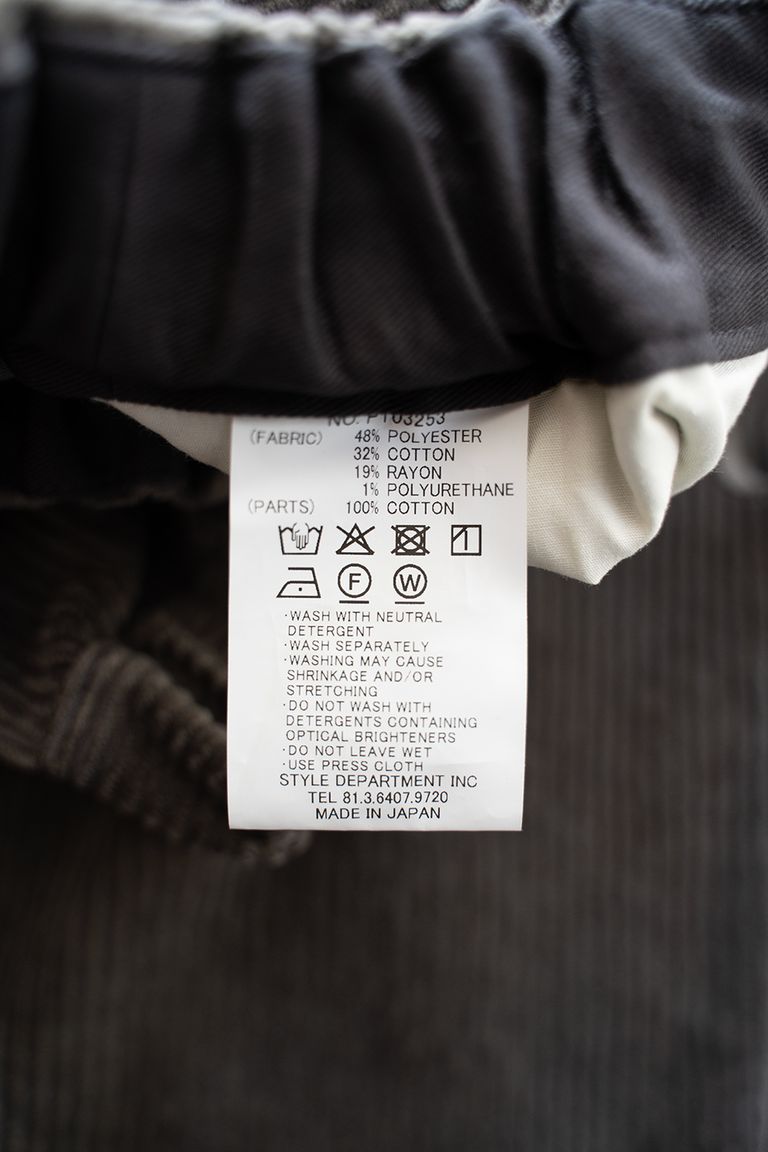 NO. PT03253
(FABRIC) 48% POLYESTER
32% COTTON
19% RAYON
1% POLYURETHANE
(PARTS) 100% COTTON
F W
·WASH WITH NEUTRAL
DETERGENT
·WASH SEPARATELY
·WASHING MAY CAUSE
SHRINKAGE AND/OR
STRETCHING
·DO NOT WASH WITH
DETERGENTS CONTAINING
OPTICAL BRIGHTENERS
·DO NOT LEAVE WET
·USE PRESS CLOTH
STYLE DEPARTMENT INC
TEL 81.3.6407.9720
MADE IN JAPAN